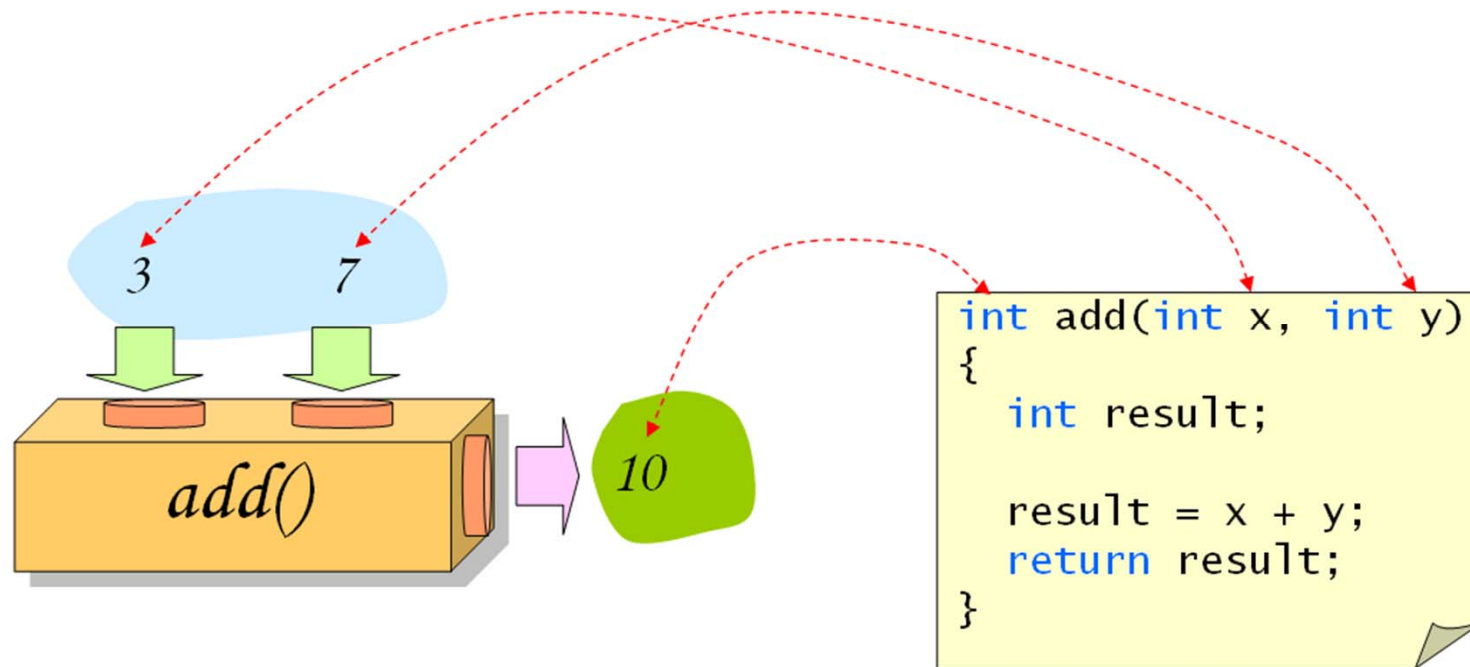 3 7
add()
10
int add(int x, int y)
{
int result;
result = x + y;
return result;
}